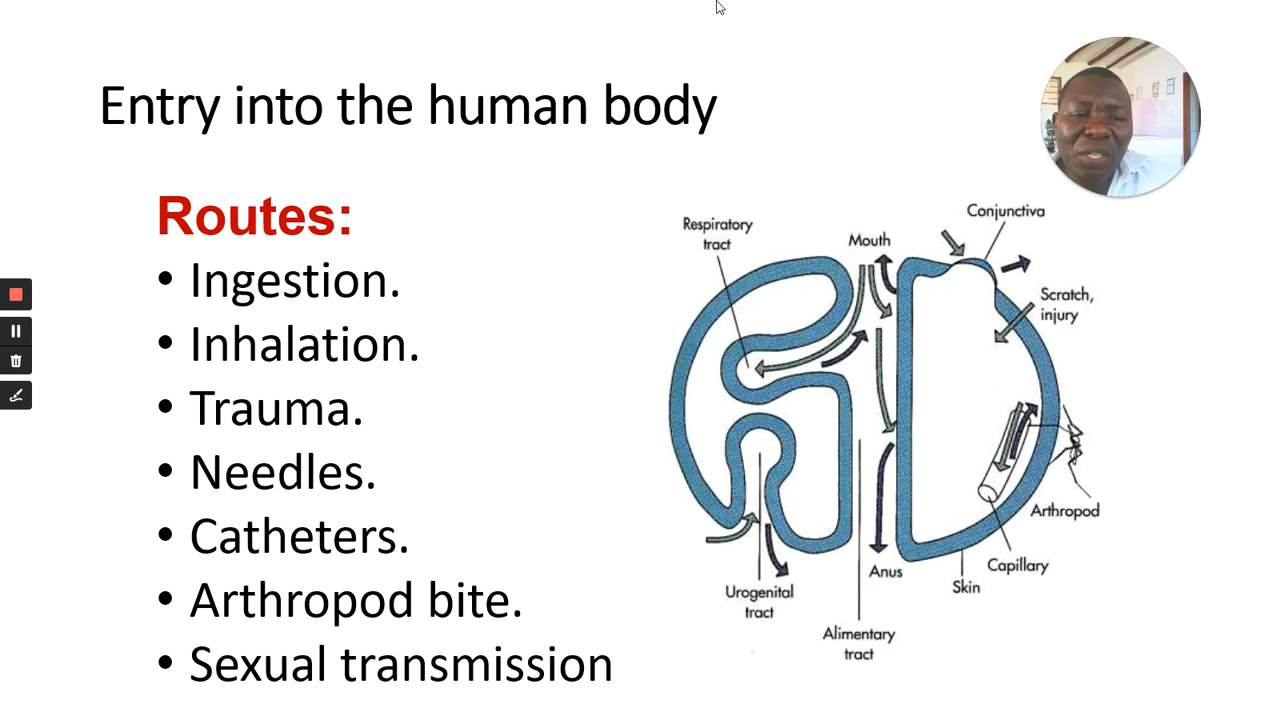 Entry into the human body
Routes:
• Ingestion.
• Inhalation.
• Trauma.
• Needles.
• Catheters.
• Arthropod bite.
• Sexual transmission
Respiratory
tract
Mouth
Conjunctiva
Scratch,
injury
Arthropod
Capillary
Skin
Anus
Urogenital
tract
Alimentary
tract